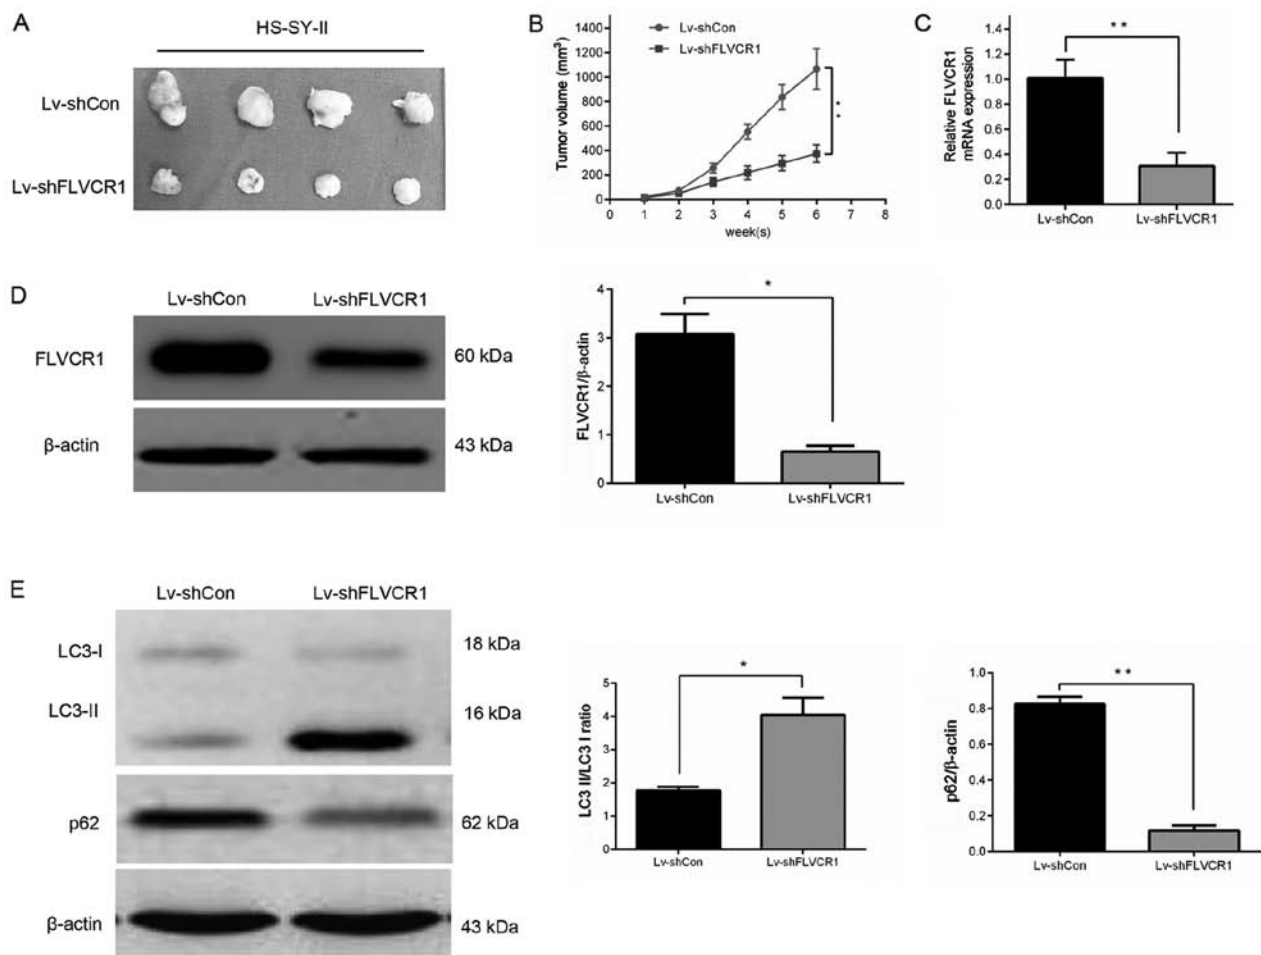 A
HS-SY-II
Lv-shCon
Lv-shFLVCR1
B
Tumor volume (mm³)
1400
1200
1000
800
600
400
200
0
0 1 2 3 4 5 6 7 8
week(s)
Lv-shCon
Lv-shFLVCR1
**
C
Relative FLVCR1
mRNA expression
1.4
1.2
1.0
0.8
0.6
0.4
0.2
0.0
**
Lv-shCon Lv-shFLVCR1
D
Lv-shCon Lv-shFLVCR1
FLVCR1 60 kDa
β-actin 43 kDa
FLVCR1/β-actin
4
3
2
1
0
*
Lv-shCon Lv-shFLVCR1
E
Lv-shCon Lv-shFLVCR1
LC3-I 18 kDa
LC3-II 16 kDa
p62 62 kDa
β-actin 43 kDa
LC3 II/LC3 I ratio
5
4
3
2
1
0
*
Lv-shCon Lv-shFLVCR1
p62/β-actin
1.0
0.8
0.6
0.4
0.2
0.0
**
Lv-shCon Lv-shFLVCR1